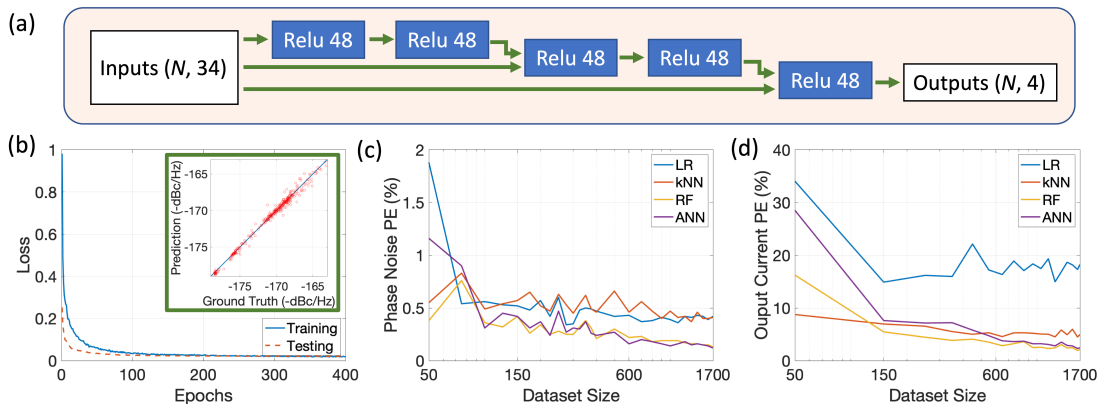 (a)
Inputs (N, 34)
Relu 48
Relu 48
Relu 48
Relu 48
Relu 48
Outputs (N, 4)
(b)
1
0.8
0.6
0.4
0.2
0
Loss
0
100
200
300
400
Epochs
Prediction (-dBc/Hz)
-165
-170
-175
-175
-170
-165
Ground Truth (-dBc/Hz)
Training
Testing
(c)
2
1.5
1
0.5
0
Phase Noise PE (%)
50
150
600
1700
Dataset Size
LR
kNN
RF
ANN
(d)
40
30
20
10
0
Ouput Current PE (%)
50
150
600
1700
Dataset Size
LR
kNN
RF
ANN